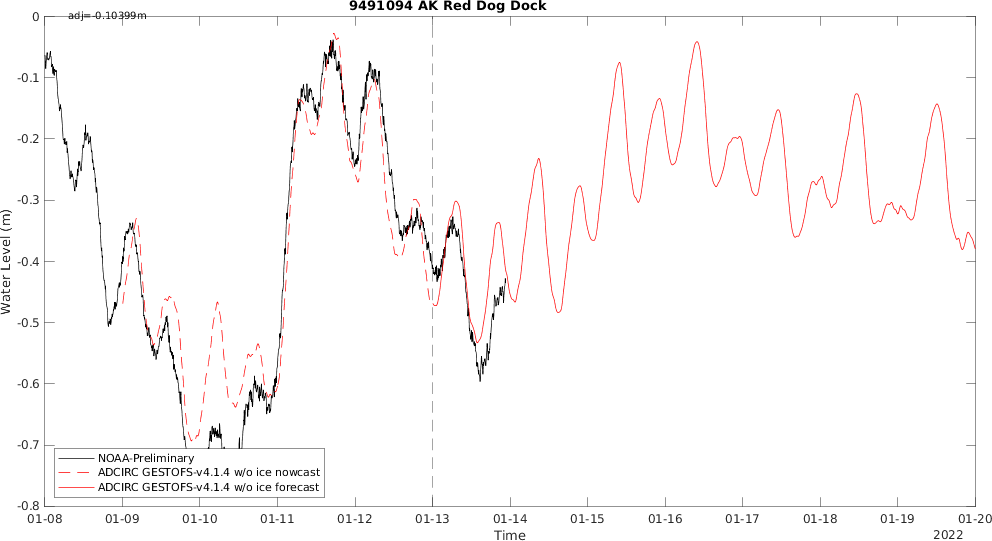 9491094 AK Red Dog Dock
adj=-0.10399m
0
-0.1
-0.2
-0.3
-0.4
-0.5
-0.6
-0.7
-0.8
Water Level (m)
NOAA-Preliminary
ADCIRC GESTOFS-v4.1.4 w/o ice nowcast
ADCIRC GESTOFS-v4.1.4 w/o ice forecast
01-08 01-09 01-10 01-11 01-12 01-13 01-14 01-15 01-16 01-17 01-18 01-19 01-20
Time
2022